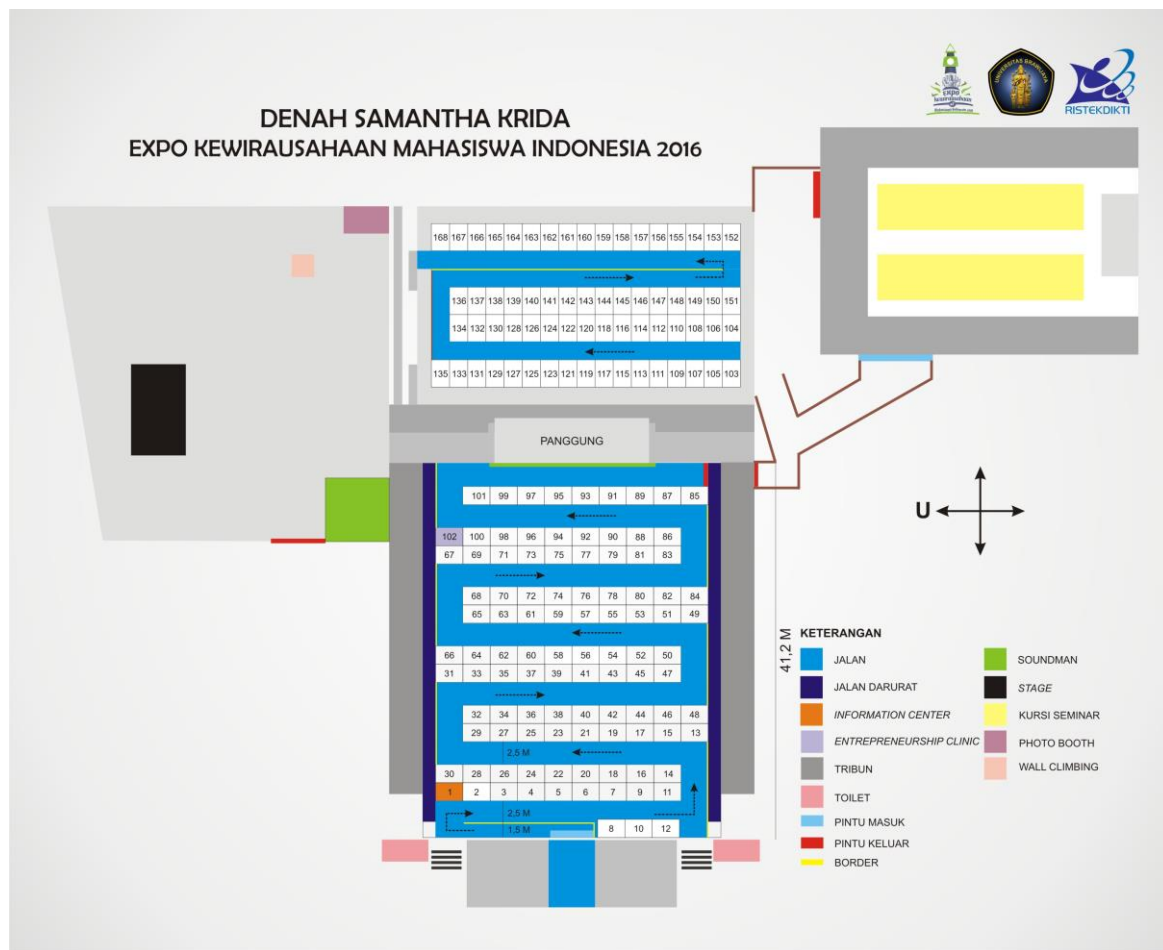 DENAH SAMANTHA KRIDA
EXPO KEWIRAUSAHAAN MAHASISWA INDONESIA 2016
UNIVERSITAS BRAWIJAYA
RISTEKDIKTI
168 167 166 165 164 163 162 161 160 159 158 157 156 155 154 153 152
136 137 138 139 140 141 142 143 144 145 146 147 148 149 150 151
134 132 130 128 126 124 122 120 118 116 114 112 110 108 106 104
135 133 131 129 127 125 123 121 119 117 115 113 111 109 107 105 103
PANGGUNG
101 99 97 95 93 91 89 87 85
102 100 98 96 94 92 90 88 86
67 69 71 73 75 77 79 81 83
68 70 72 74 76 78 80 82 84
65 63 61 59 57 55 53 51 49
66 64 62 60 58 56 54 52 50
31 33 35 37 39 41 43 45 47
32 34 36 38 40 42 44 46 48
29 27 25 23 21 19 17 15 13
2,5 M
30 28 26 24 22 20 18 16 14
1 2 3 4 5 6 7 9 11
2,5 M
1,5 M
8 10 12
41,2 M
U
KETERANGAN
JALAN
JALAN DARURAT
INFORMATION CENTER
ENTREPRENEURSHIP CLINIC
TRIBUN
TOILET
PINTU MASUK
PINTU KELUAR
BORDER
SOUNDMAN
STAGE
KURSI SEMINAR
PHOTO BOOTH
WALL CLIMBING